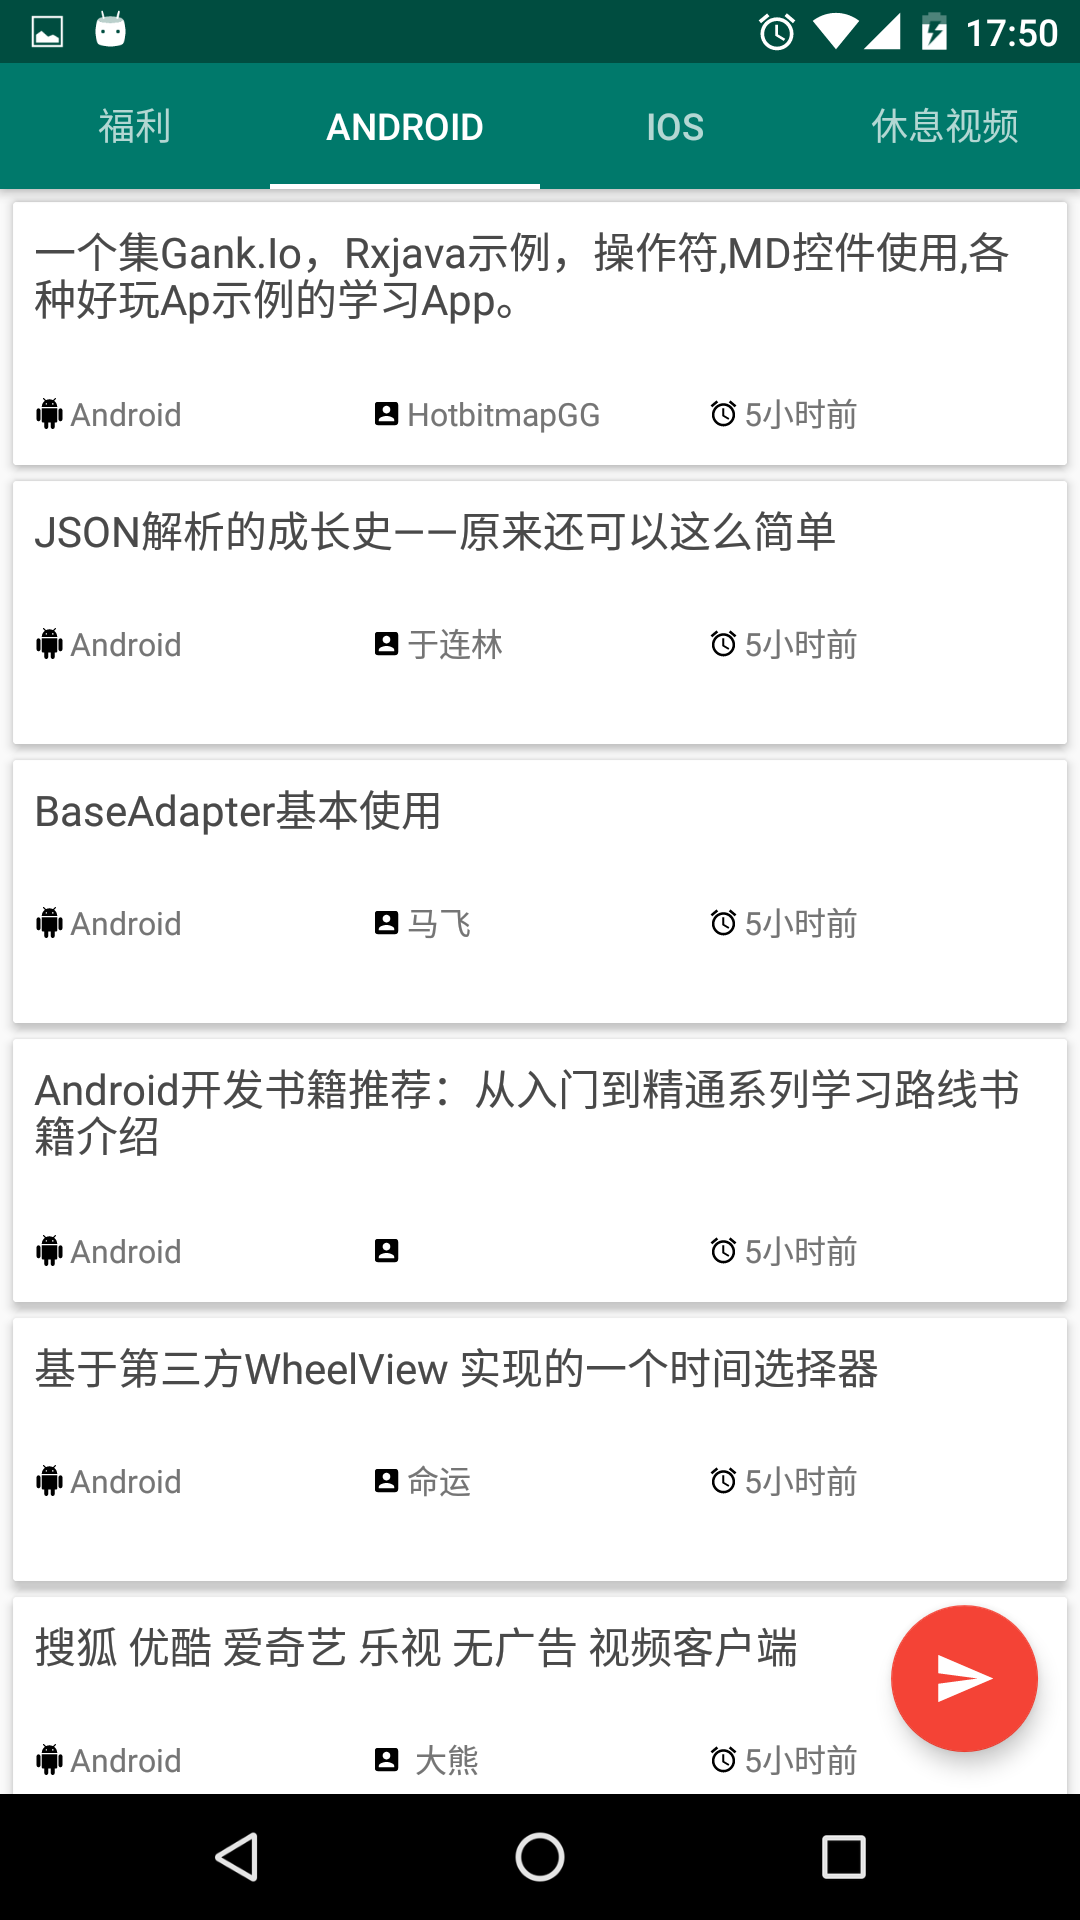 17:50
福利 ANDROID IOS 休息视频
一个集Gank.Io，Rxjava示例，操作符,MD控件使用,各
种好玩Ap示例的学习App。
Android HotbitmapGG 5小时前
JSON解析的成长史——原来还可以这么简单
Android 于连林 5小时前
BaseAdapter基本使用
Android 马飞 5小时前
Android开发书籍推荐：从入门到精通系列学习路线书
籍介绍
Android 5小时前
基于第三方WheelView 实现的一个时间选择器
Android 命运 5小时前
搜狐 优酷 爱奇艺 乐视 无广告 视频客户端
Android 大熊 5小时前